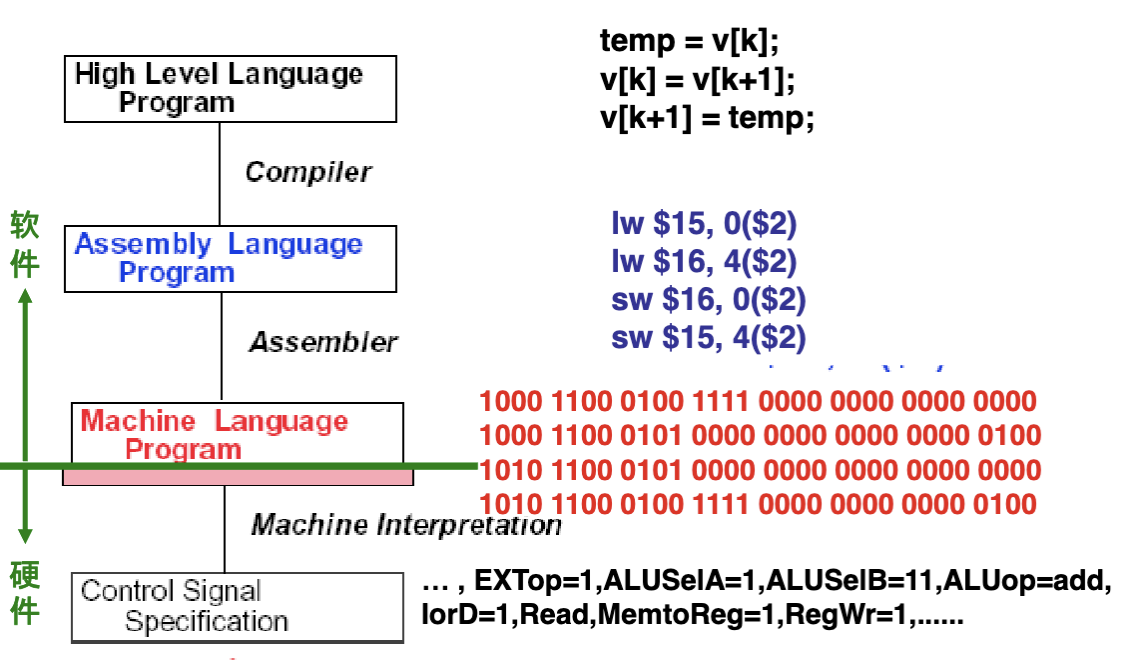 High Level Language
Program
temp = v[k];
v[k] = v[k+1];
v[k+1] = temp;
Compiler
软件
Assembly Language
Program
lw $15, 0($2)
lw $16, 4($2)
sw $16, 0($2)
sw $15, 4($2)
Assembler
Machine Language
Program
1000 1100 0100 1111 0000 0000 0000 0000
1000 1100 0101 0000 0000 0000 0000 0100
1010 1100 0101 0000 0000 0000 0000 0000
1010 1100 0100 1111 0000 0000 0000 0100
Machine Interpretation
硬件
Control Signal
Specification
... , EXTop=1,ALUSelA=1,ALUSelB=11,ALUop=add,
IorD=1,Read,MemtoReg=1,RegWr=1,......